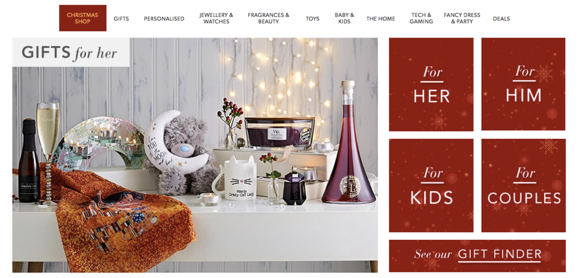 CHRISTMAS
SHOP
GIFTS
PERSONALISED
JEWELLERY &
WATCHES
FRAGRANCES &
BEAUTY
TOYS
BABY &
KIDS
THE HOME
TECH &
GAMING
FANCY DRESS
& PARTY
DEALS
GIFTS for her
For
HER
For
HIM
For
KIDS
For
COUPLES
See our GIFT FINDER